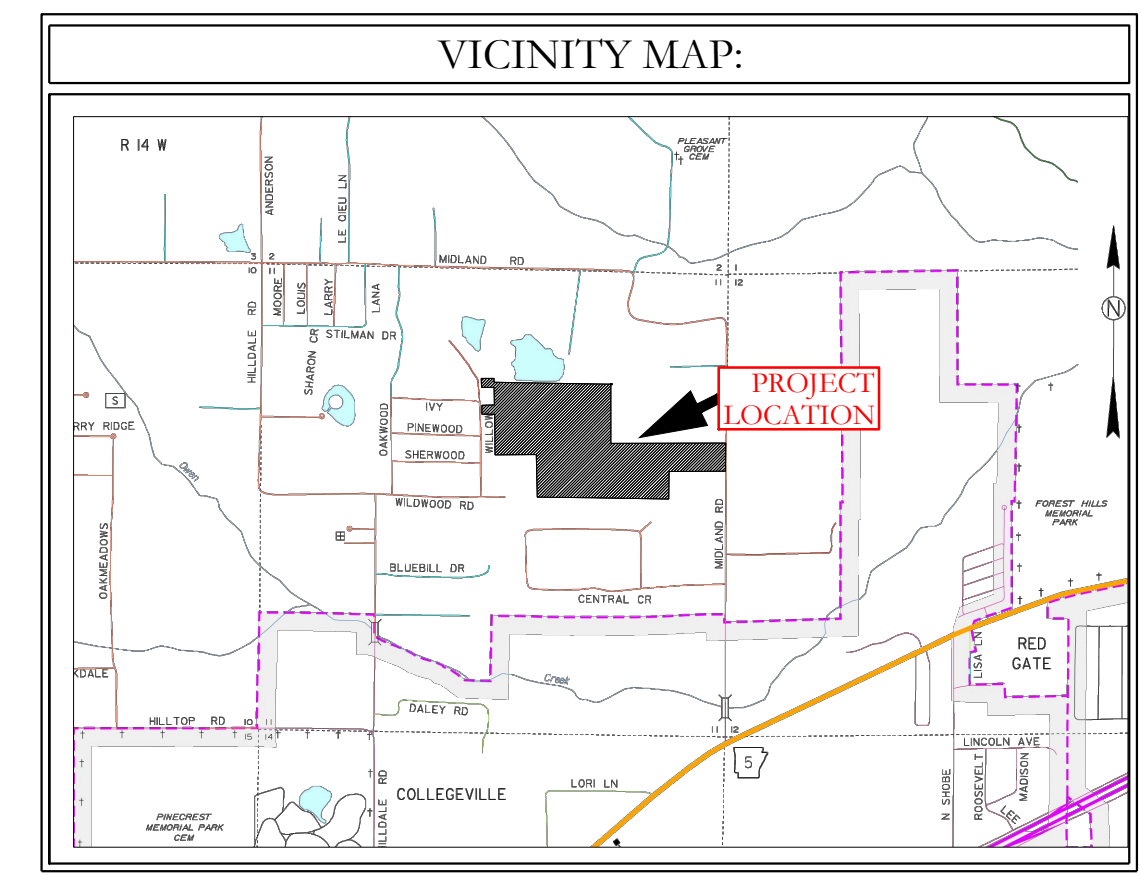 VICINITY MAP:
R 14 W
ANDERSON
LE CIEU LN
PLEASANT
GROVE
CEM
3 2
10 11
MIDLAND RD
2 1
11 12
HILLDALE RD
MOORE
LOUIS
LARRY
LANA
STILMAN DR
SHARON CR
N
S
RRY RIDGE
OAKWOOD
IVY
PINEWOOD
SHERWOOD
WILLOW
PROJECT
LOCATION
Owen
WILDWOOD RD
MIDLAND RD
FOREST HILLS
MEMORIAL
PARK
OAKMEADOWS
BLUEBILL DR
CENTRAL CR
LISA LN
RED
GATE
KDALE
Creek
DALEY RD
HILLTOP RD
10 11
15 14
11 12
5
LINCOLN AVE
LORI LN
COLLEGEVILLE
ILLDALE RD
N SHOBE
ROOSEVELT
MADISON
LEE
PINECREST
MEMORIAL PARK
CEM